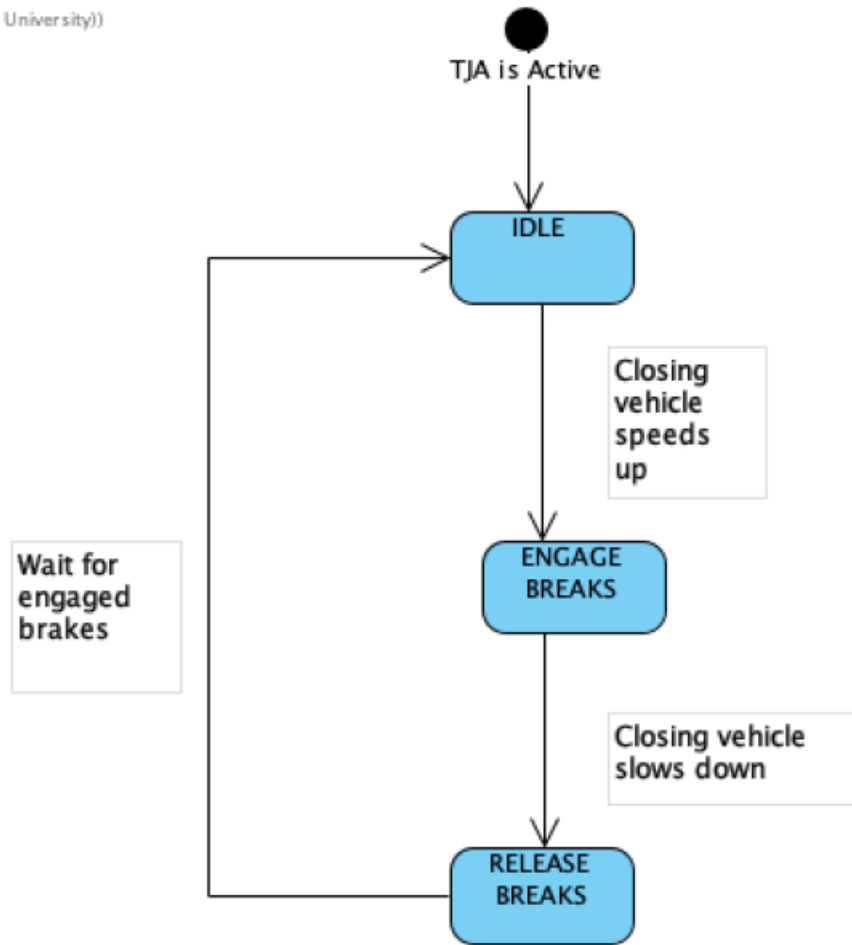 University))
TJA is Active
IDLE
Closing
vehicle
speeds
up
ENGAGE
BREAKS
Wait for
engaged
brakes
Closing vehicle
slows down
RELEASE
BREAKS